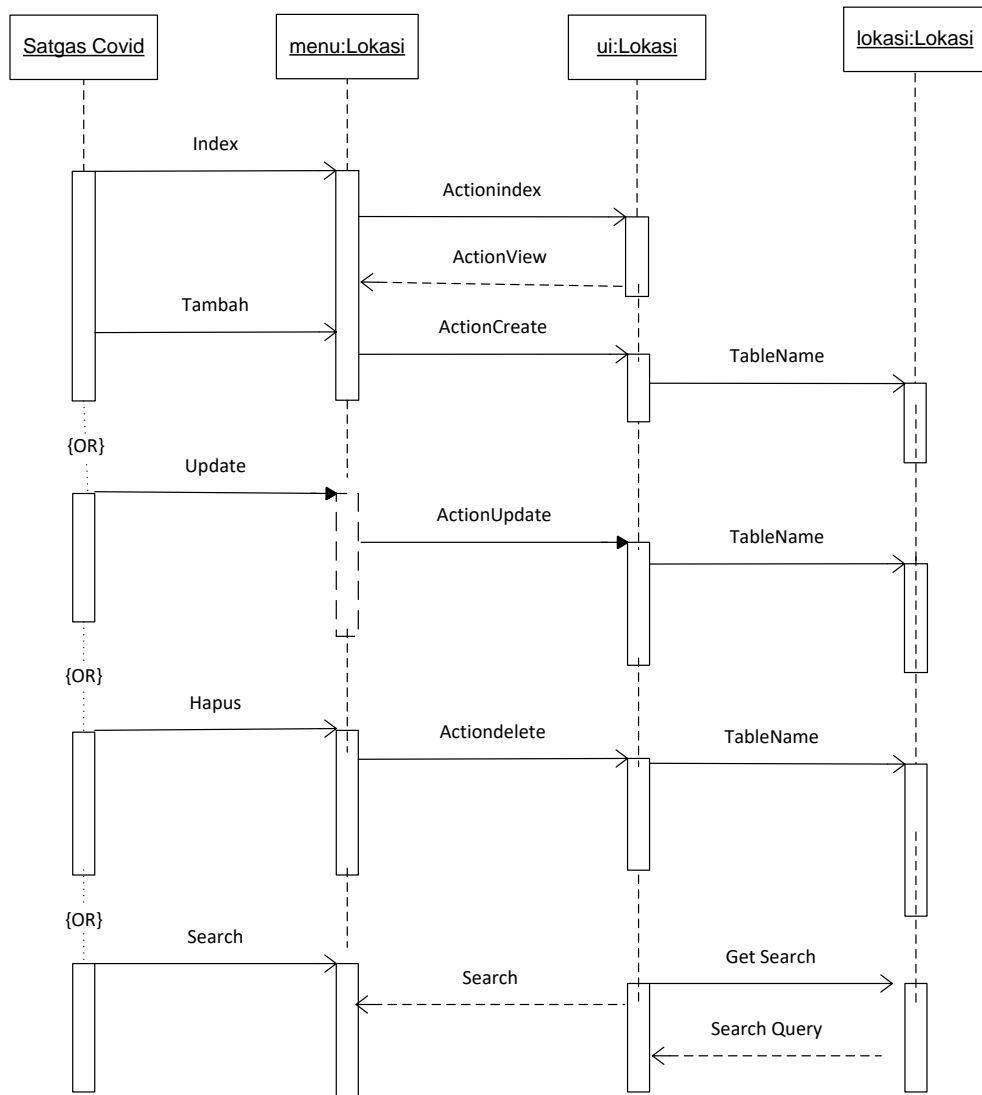 Satgas Covid
menu:Lokasi
ui:Lokasi
lokasi:Lokasi
Index
Actionindex
ActionView
Tambah
ActionCreate
TableName
{OR}
Update
ActionUpdate
TableName
{OR}
Hapus
Actiondelete
TableName
{OR}
Search
Search
Get Search
Search Query